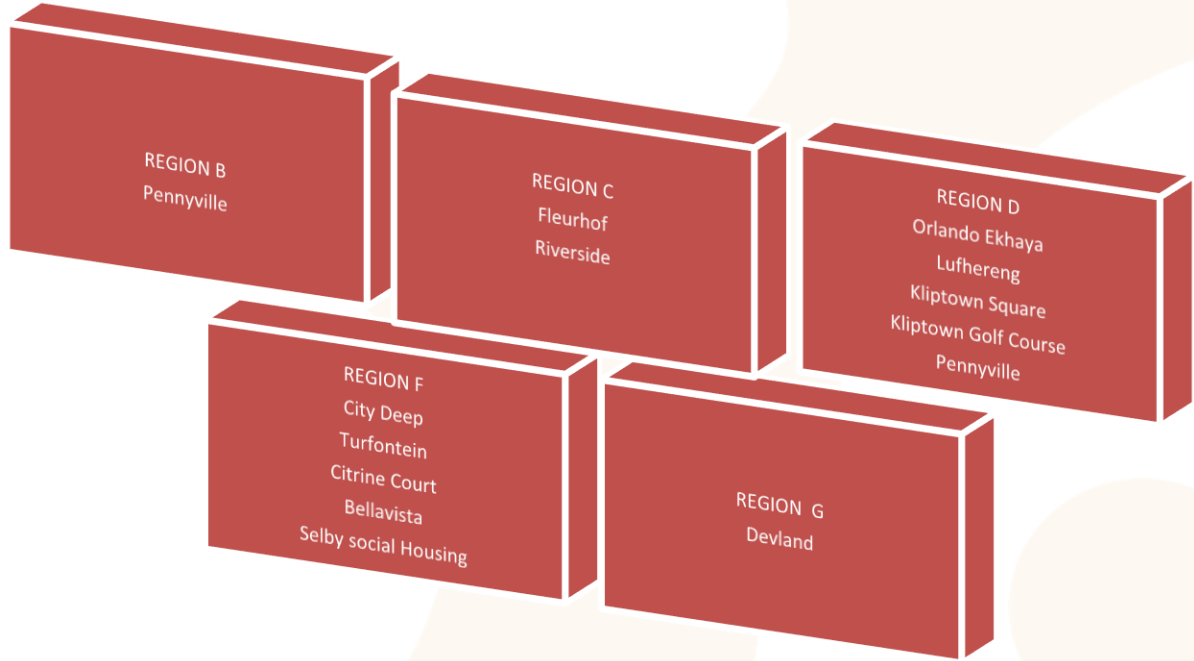 REGION B
Pennyville
REGION C
Fleurhof
Riverside
REGION D
Orlando Ekhaya
Lufhereng
Kliptown Square
Kliptown Golf Course
Pennyville
REGION F
City Deep
Turfontein
Citrine Court
Bellavista
Selby social Housing
REGION G
Devland